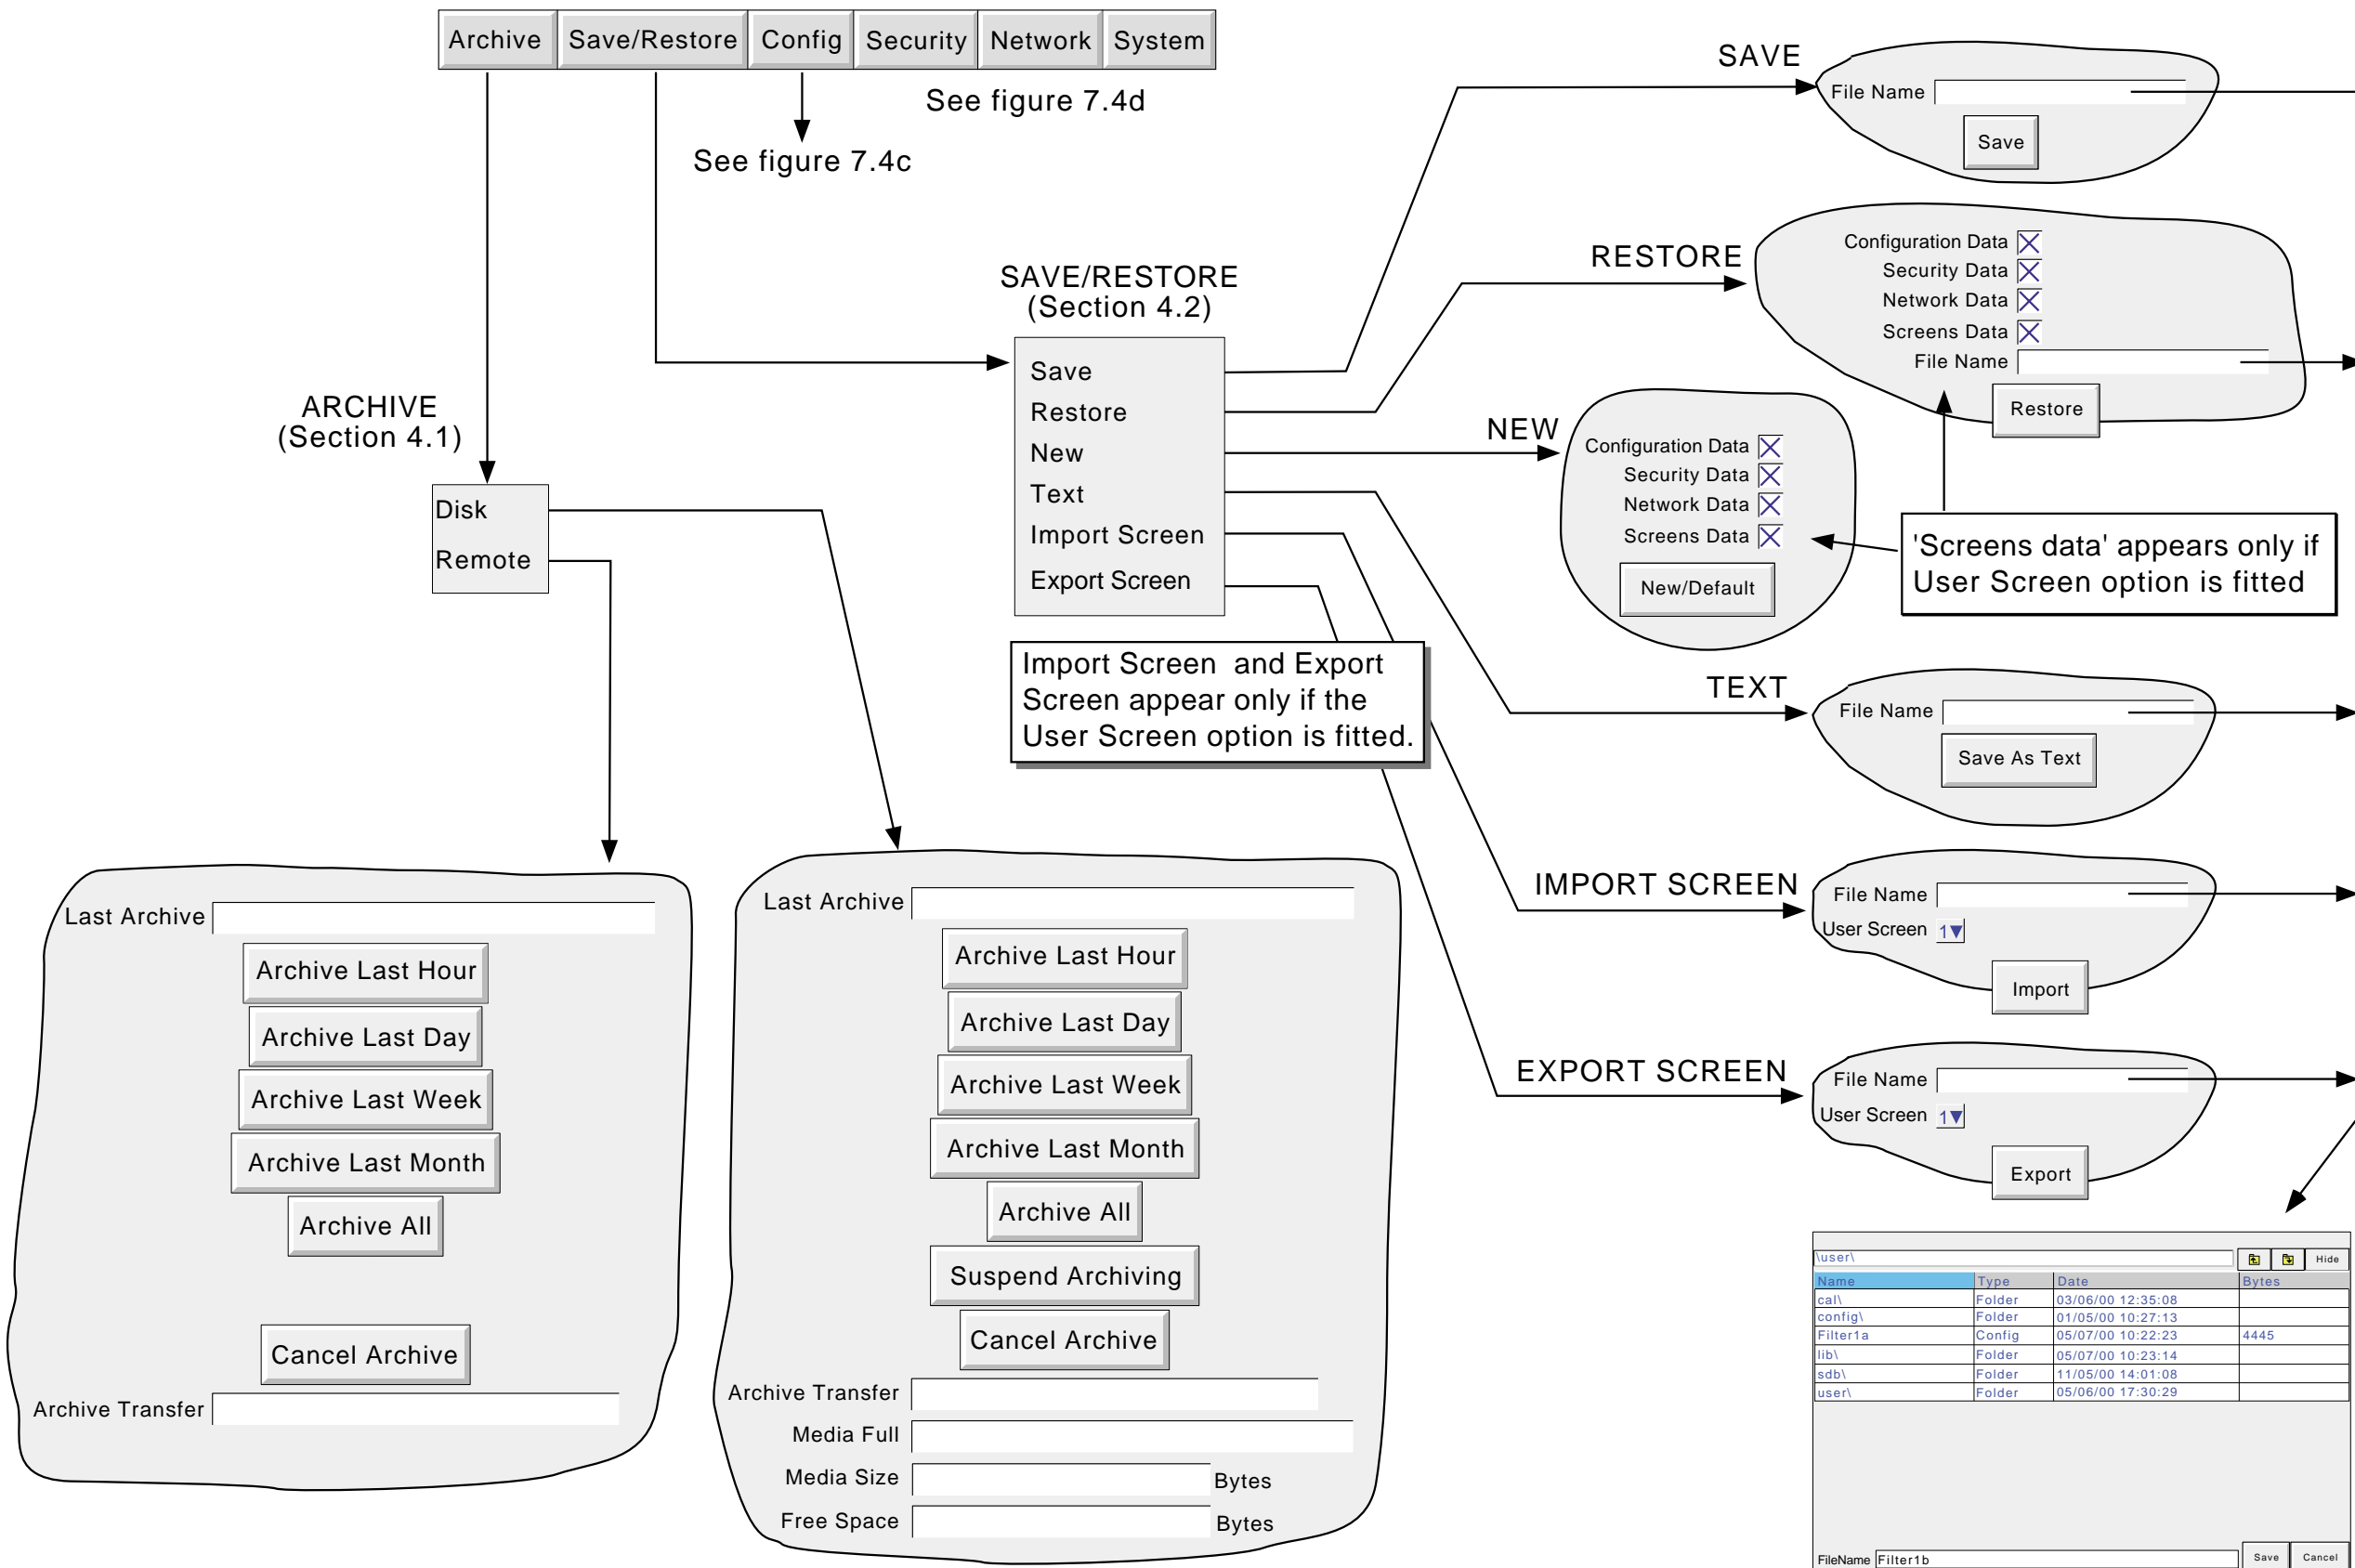 Archive Save/Restore Config Security Network System
See figure 7.4d
See figure 7.4c
ARCHIVE
(Section 4.1)
Disk
Remote
SAVE/RESTORE
(Section 4.2)
Save
Restore
New
Text
Import Screen
Export Screen
Import Screen and Export
Screen appear only if the
User Screen option is fitted.
SAVE
File Name
Save
RESTORE
Configuration Data
Security Data
Network Data
Screens Data
File Name
Restore
NEW
Configuration Data
Security Data
Network Data
Screens Data
New/Default
'Screens data' appears only if
User Screen option is fitted
TEXT
File Name
Save As Text
IMPORT SCREEN
File Name
User Screen 1
Import
EXPORT SCREEN
File Name
User Screen 1
Export
Last Archive
Archive Last Hour
Archive Last Day
Archive Last Week
Archive Last Month
Archive All
Cancel Archive
Archive Transfer
Last Archive
Archive Last Hour
Archive Last Day
Archive Last Week
Archive Last Month
Archive All
Suspend Archiving
Cancel Archive
Archive Transfer
Media Full
Media Size Bytes
Free Space Bytes
\user\ Hide
Name Type Date Bytes
cal\ Folder 03/06/00 12:35:08
config\ Folder 01/05/00 10:27:13
Filter1a Config 05/07/00 10:22:23 4445
lib\ Folder 05/07/00 10:23:14
sdb\ Folder 11/05/00 14:01:08
user\ Folder 05/06/00 17:30:29
FileName Filter1b Save Cancel